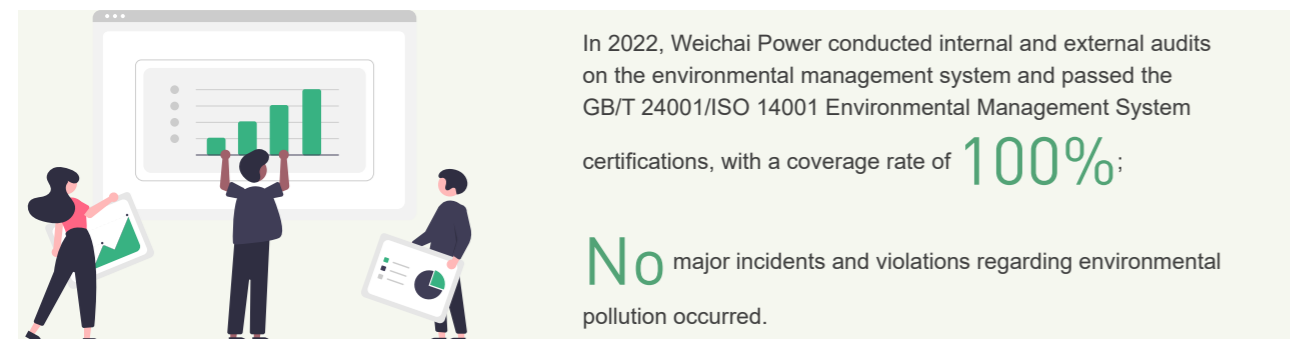 In 2022, Weichai Power conducted internal and external audits
on the environmental management system and passed the
GB/T 24001/ISO 14001 Environmental Management System
certifications, with a coverage rate of 100%;
No major incidents and violations regarding environmental
pollution occurred.